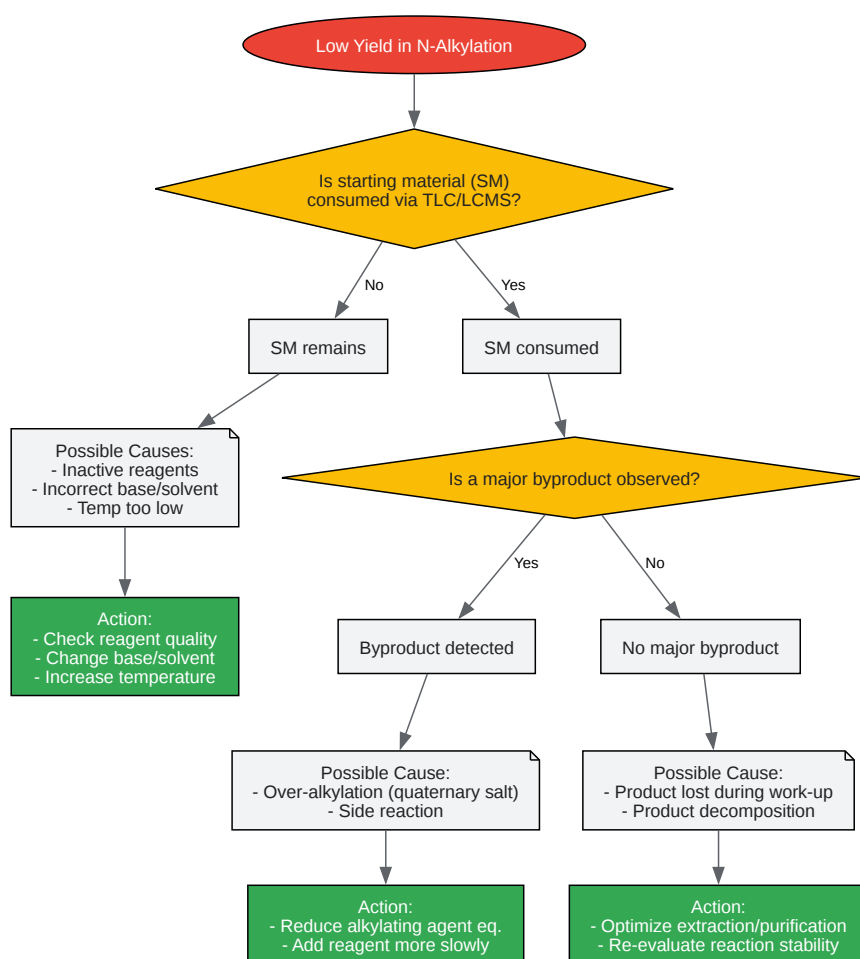 Low Yield in N-Alkylation
Is starting material (SM)
consumed via TLC/LCMS?
No
Yes
SM remains
SM consumed
Possible Causes:
- Inactive reagents
- Incorrect base/solvent
- Temp too low
Is a major byproduct observed?
Yes
No
Action:
- Check reagent quality
- Change base/solvent
- Increase temperature
Byproduct detected
No major byproduct
Possible Cause:
- Over-alkylation (quaternary salt)
- Side reaction
Possible Cause:
- Product lost during work-up
- Product decomposition
Action:
- Reduce alkylating agent eq.
- Add reagent more slowly
Action:
- Optimize extraction/purification
- Re-evaluate reaction stability